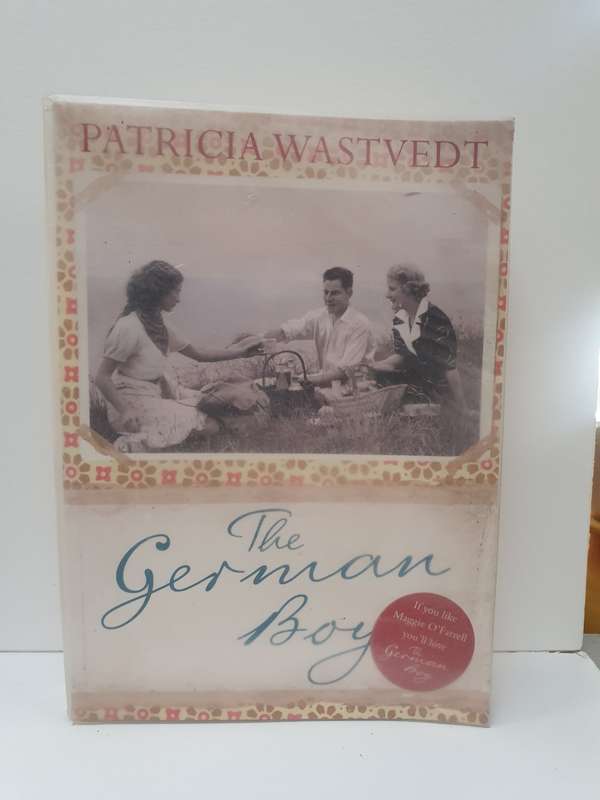 PATRICIA WASTVEDT
The
German
Boy
If you like
Maggie O'Farrell
you'll love
The
German
Boy